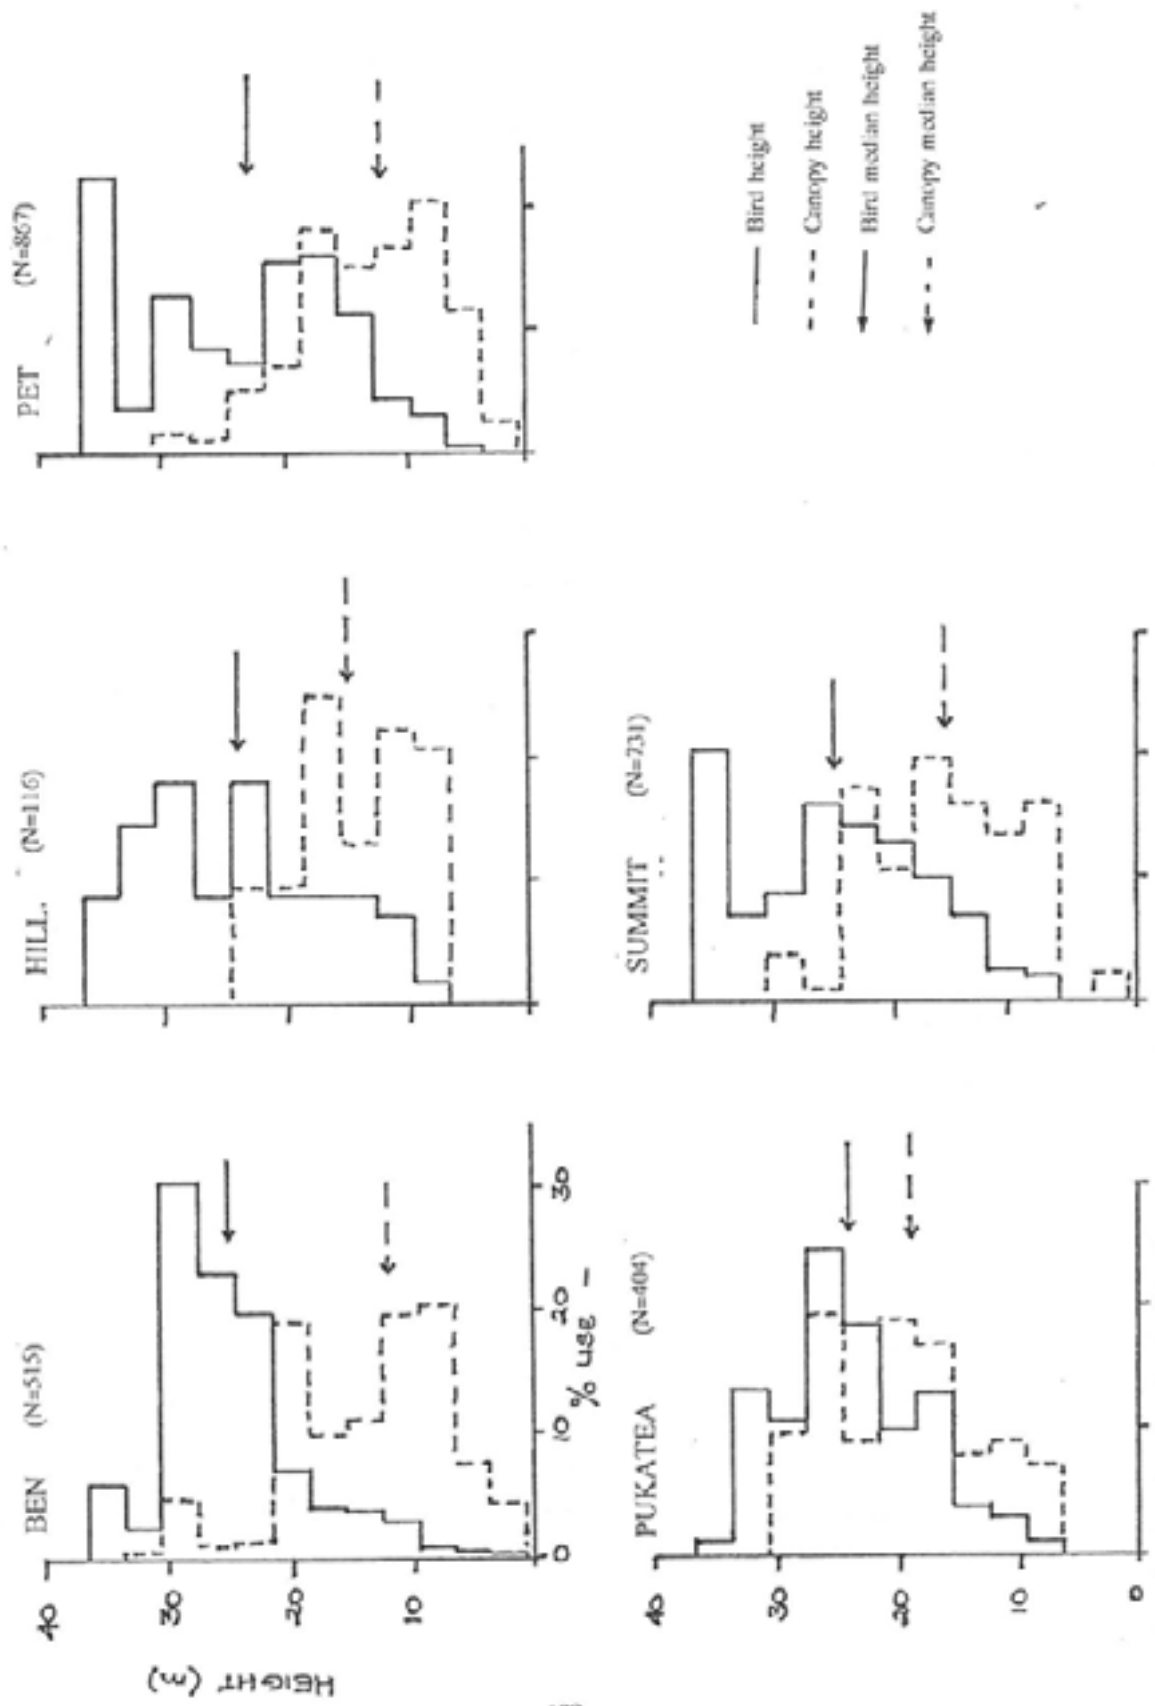 BEN (N=515)
HILL. (N=116)
PET (N=867)
40
30
20
10
HEIGHT (m)
0 10 20 30
% use
PUKATEA (N=404)
SUMMIT (N=731)
40
30
20
10
0
Bird height
Canopy height
Bird median height
Canopy median height